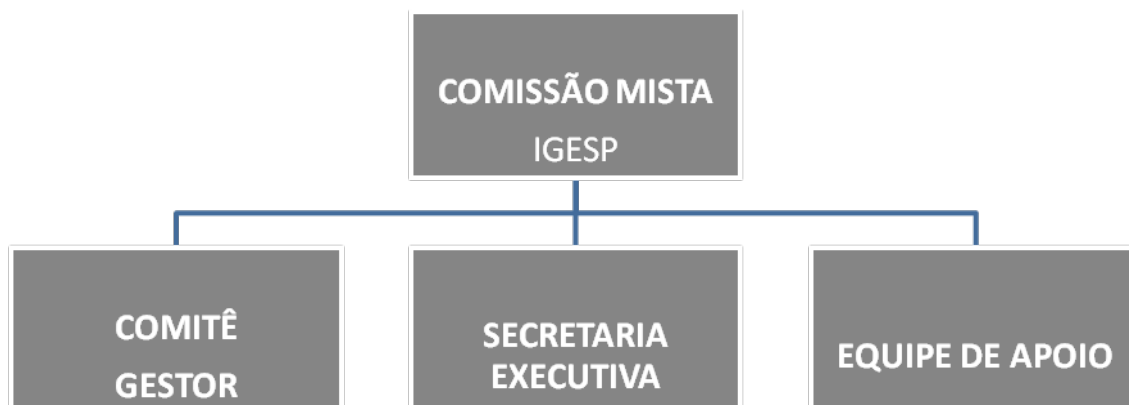 COMISSÃO MISTA
IGESP
COMITÊ
GESTOR
SECRETARIA
EXECUTIVA
EQUIPE DE APOIO